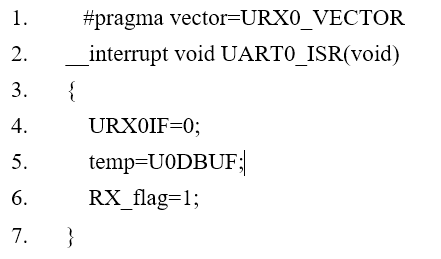 1. #pragma vector=URX0_VECTOR
2. __interrupt void UART0_ISR(void)
3. {
4. URX0IF=0;
5. temp=U0DBUF;
6. RX_flag=1;
7. }